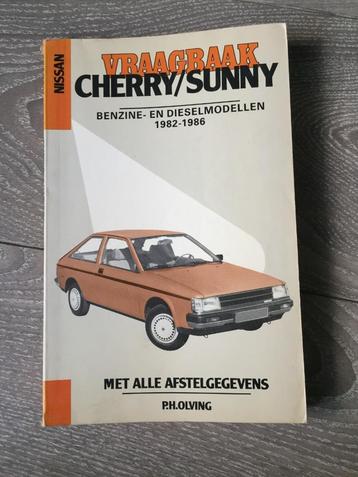 NISSAN
VRAAGBAAK
CHERRY/SUNNY
BENZINE- EN DIESELMODELLEN
1982-1986
MET ALLE AFSTELGEGEVENS
P.H.OLVING